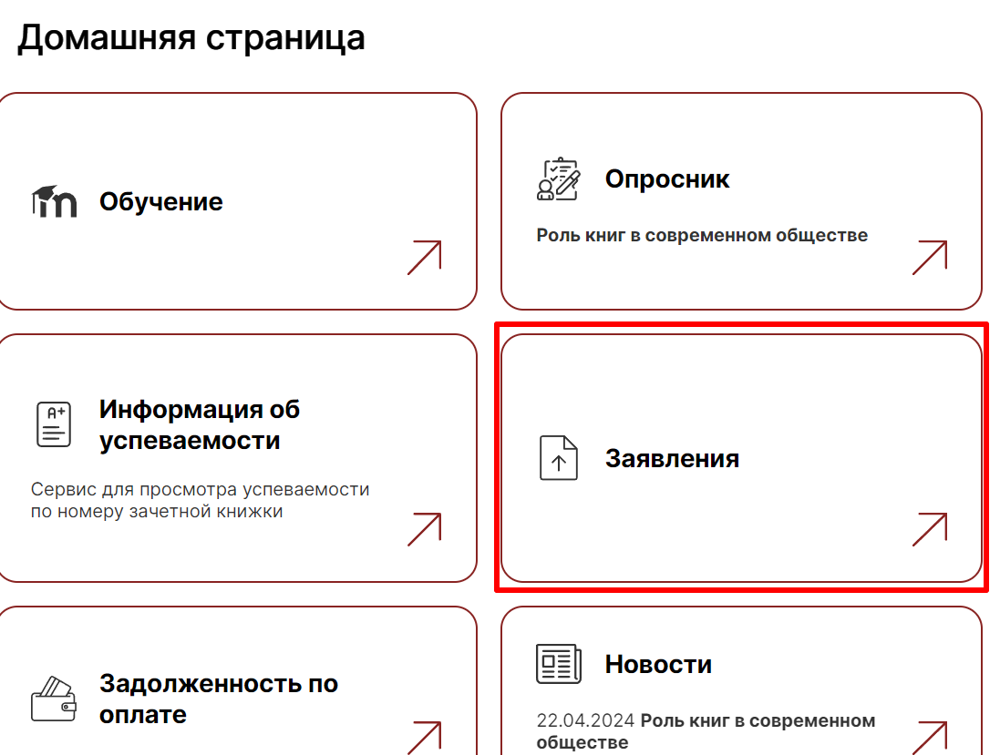 Домашняя страница
Обучение
Опросник
Роль книг в современном обществе
Информация об
успеваемости
Сервис для просмотра успеваемости
по номеру зачетной книжки
A+
Заявления
Задолженность по
оплате
Новости
22.04.2024 Роль книг в современном
обществе